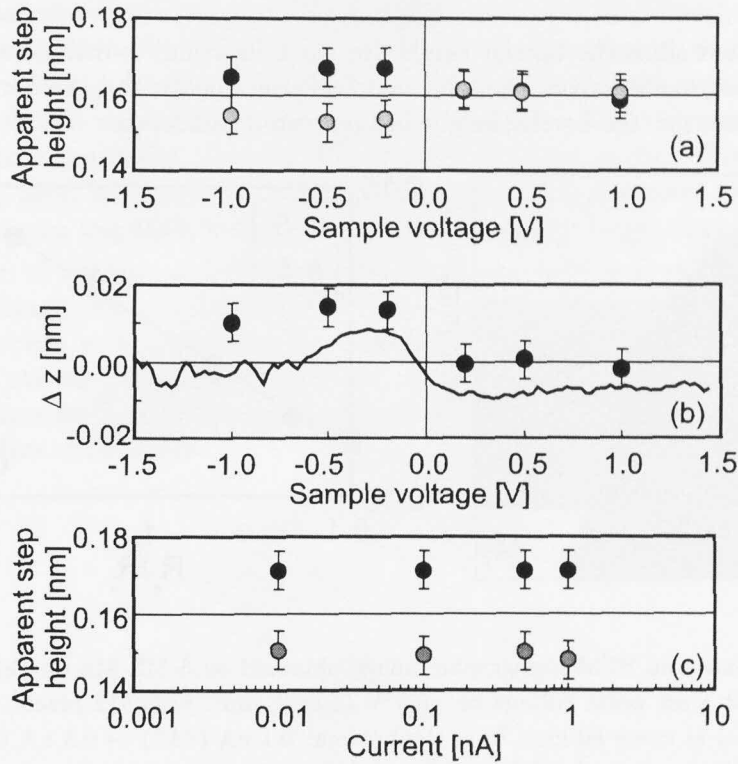 Apparent step
height [nm]
0.18
0.16
0.14
(a)
-1.5 -1.0 -0.5 0.0 0.5 1.0 1.5
Sample voltage [V]
Δ z [nm]
0.02
0.00
-0.02
(b)
-1.5 -1.0 -0.5 0.0 0.5 1.0 1.5
Sample voltage [V]
Apparent step
height [nm]
0.18
0.16
0.14
(c)
0.001 0.01 0.1 1 10
Current [nA]